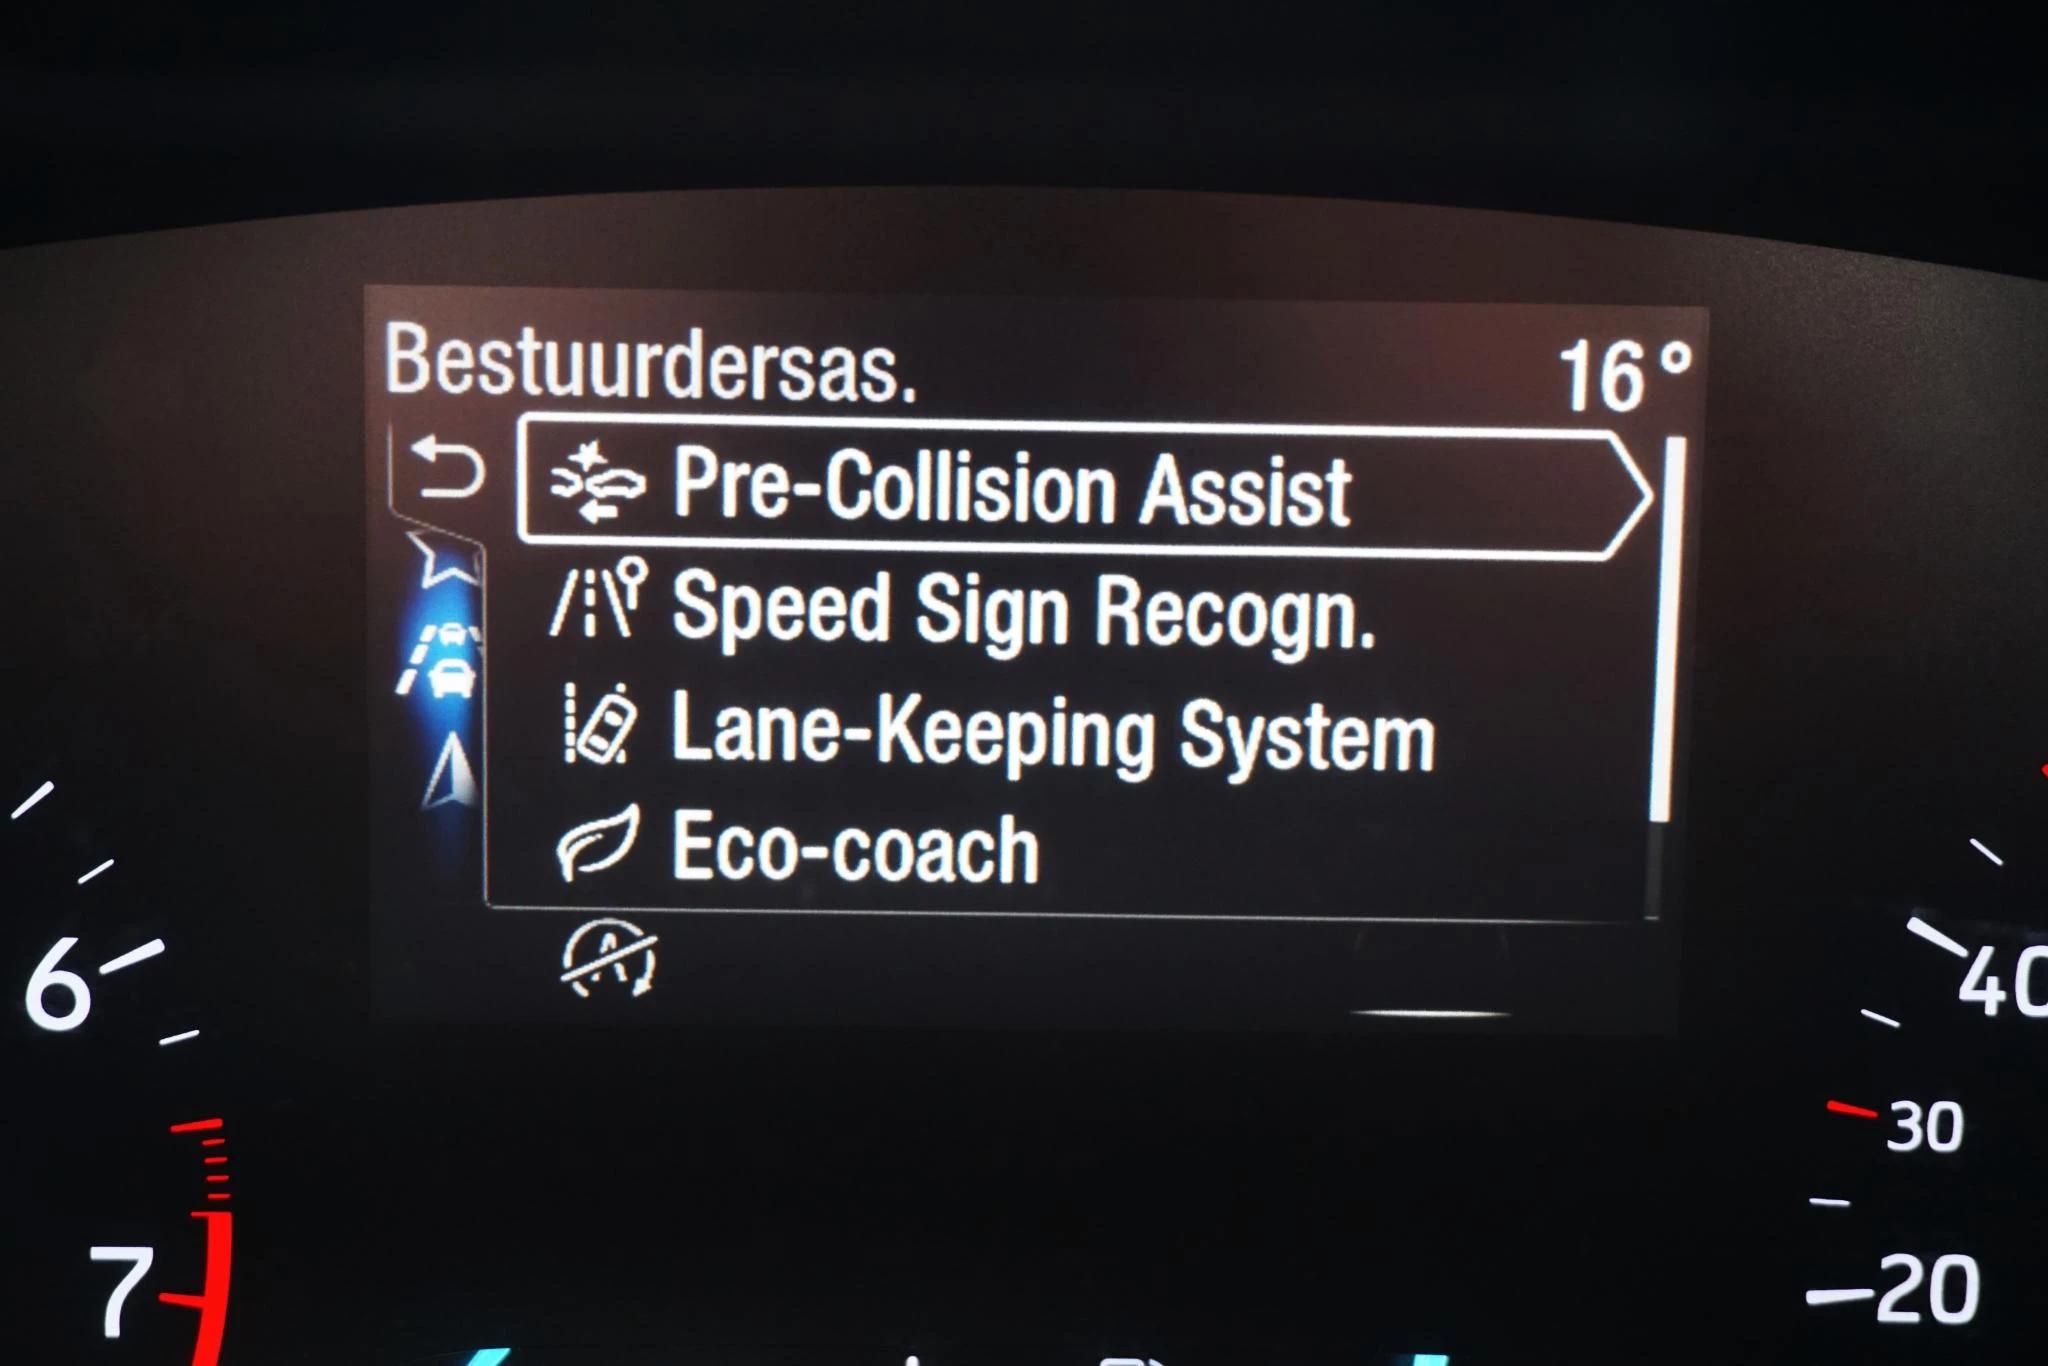 Bestuurdersas. 16°
Pre-Collision Assist
Speed Sign Recogn.
Lane-Keeping System
Eco-coach
6
7
40
30
20